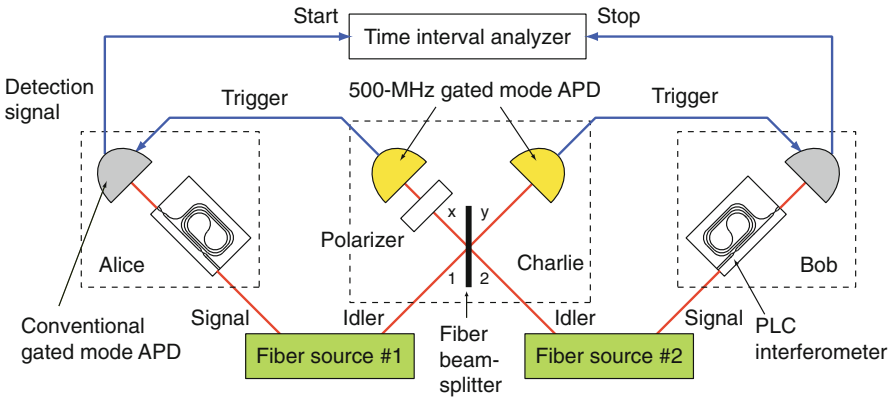 Start
Stop
Time interval analyzer
Detection
signal
Trigger
500-MHz gated mode APD
Trigger
x
y
Polarizer
1
2
Charlie
Alice
Bob
Conventional
gated mode APD
Signal
Idler
Fiber
beam-
splitter
Idler
Signal
PLC
interferometer
Fiber source #1
Fiber source #2